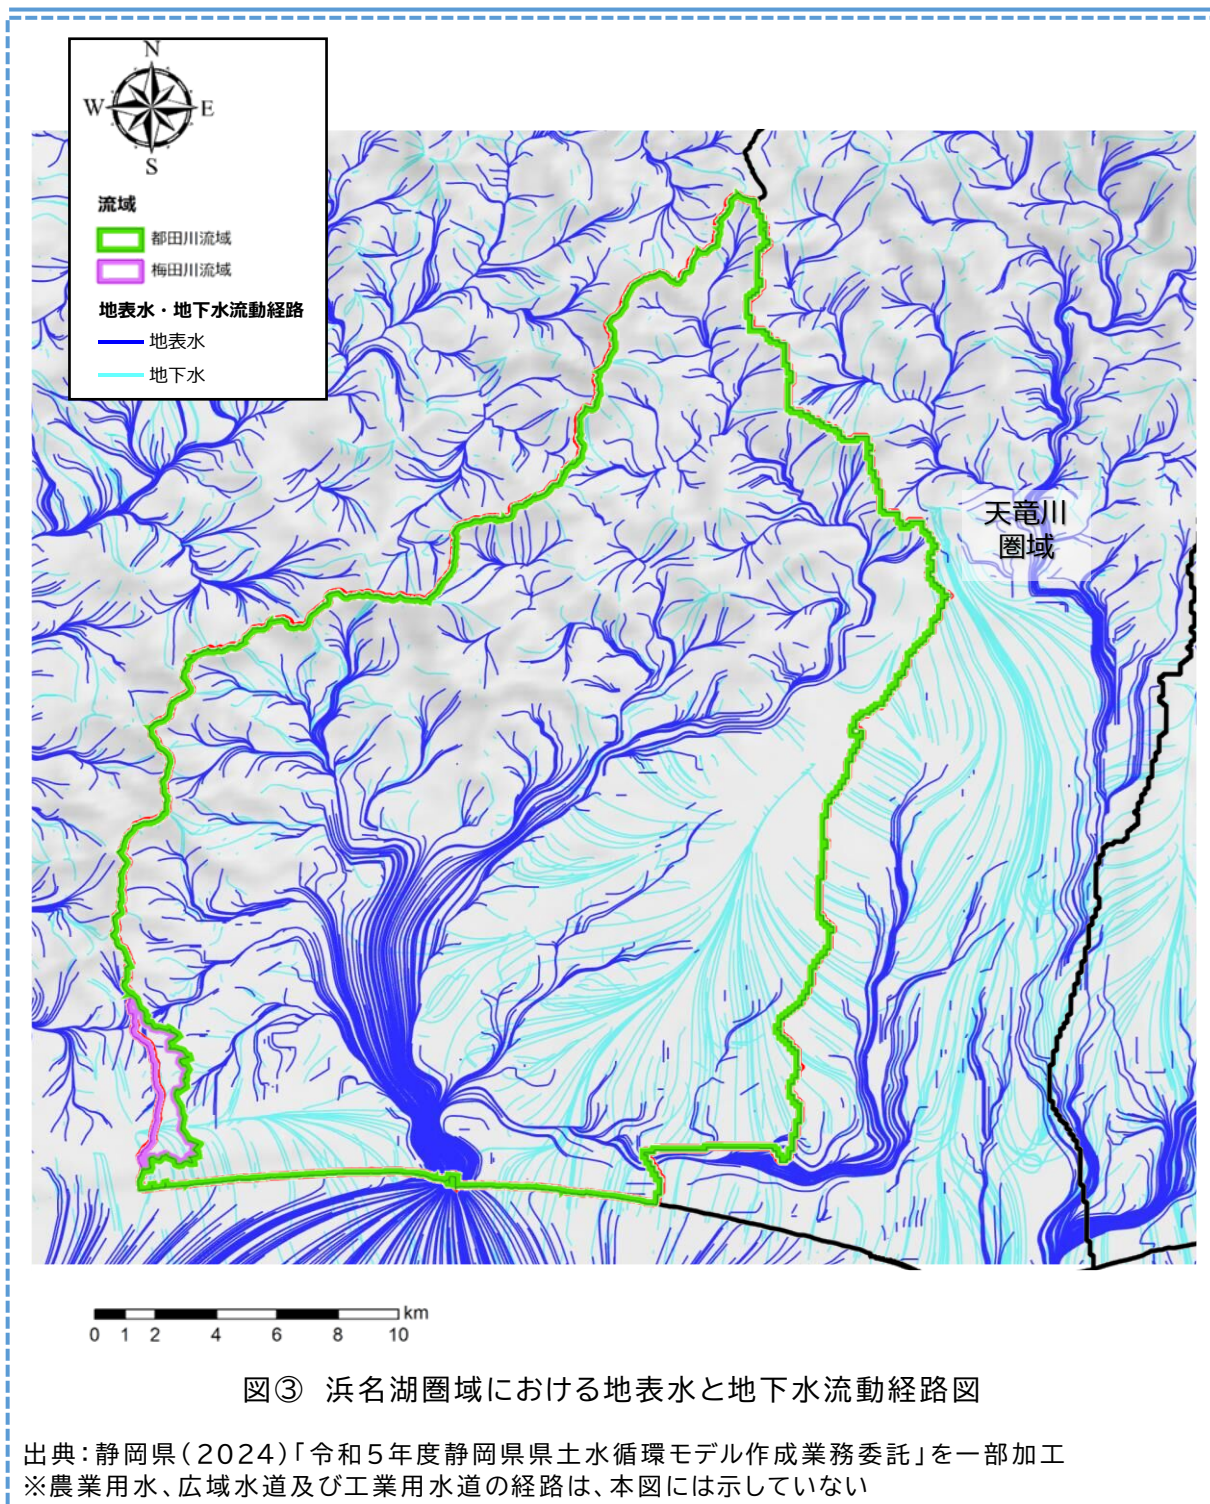 N
W E
S
流域
都田川流域
梅田川流域
地表水・地下水流動経路
地表水
地下水
天竜川
圏域
km
0 1 2 4 6 8 10
図③ 浜名湖圏域における地表水と地下水流動経路図
出典：静岡県(2024)「令和5年度静岡県県土水循環モデル作成業務委託」を一部加工
※農業用水、広域水道及び工業用水道の経路は、本図には示していない